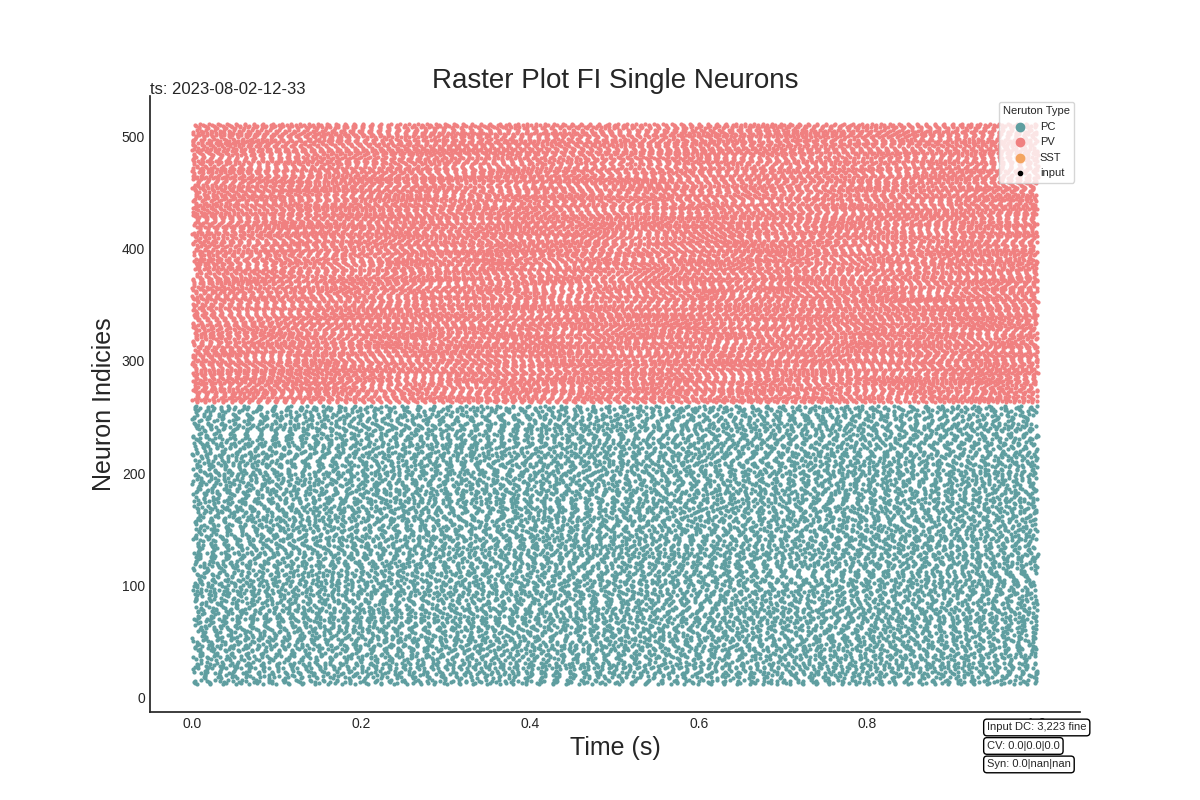 Raster Plot FI Single Neurons
ts: 2023-08-02-12-33
Neruton Type
PC
PV
SST
input
500
400
300
200
100
0
Neuron Indicies
0.0 0.2 0.4 0.6 0.8
Time (s)
Input DC: 3,223 fine
CV: 0.0|0.0|0.0
Syn: 0.0|nan|nan